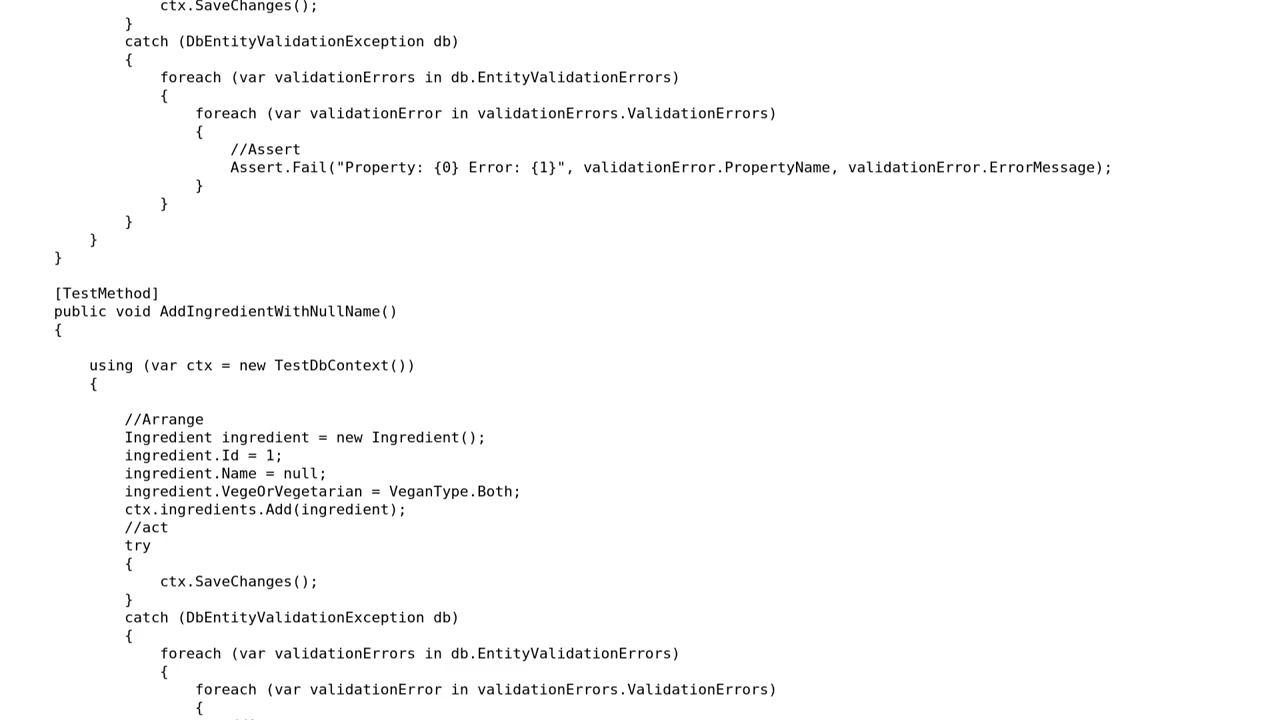 ctx.SaveChanges();
}
catch (DbEntityValidationException db)
{
foreach (var validationErrors in db.EntityValidationErrors)
{
foreach (var validationError in validationErrors.ValidationErrors)
{
//Assert
Assert.Fail("Property: {0} Error: {1}", validationError.PropertyName, validationError.ErrorMessage);
}
}
}
}
}
[TestMethod]
public void AddIngredientWithNullName()
{
using (var ctx = new TestDbContext())
{
//Arrange
Ingredient ingredient = new Ingredient();
ingredient.Id = 1;
ingredient.Name = null;
ingredient.VegeOrVegetarian = VeganType.Both;
ctx.ingredients.Add(ingredient);
//act
try
{
ctx.SaveChanges();
}
catch (DbEntityValidationException db)
{
foreach (var validationErrors in db.EntityValidationErrors)
{
foreach (var validationError in validationErrors.ValidationErrors)
{